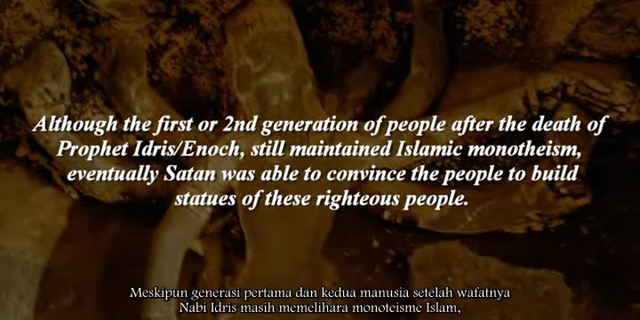 Although the first or 2nd generation of people after the death of
Prophet Idris/Enoch, still maintained Islamic monotheism,
eventually Satan was able to convince the people to build
statues of these righteous people.
Meskipun generasi pertama dan kedua manusia setelah wafatnya
Nabi Idris masih memelihara monoteisme Islam,